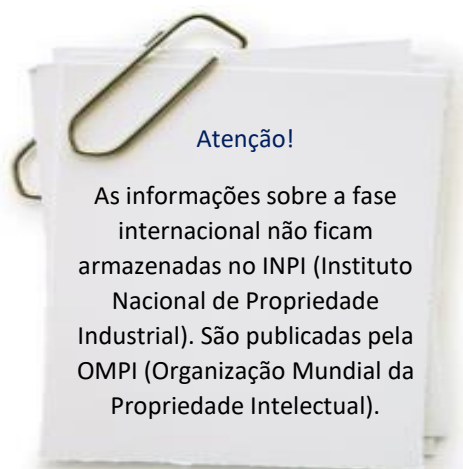 Atenção!
As informações sobre a fase
internacional não ficam
armazenadas no INPI (Instituto
Nacional de Propriedade
Industrial). São publicadas pela
OMPI (Organização Mundial da
Propriedade Intelectual).